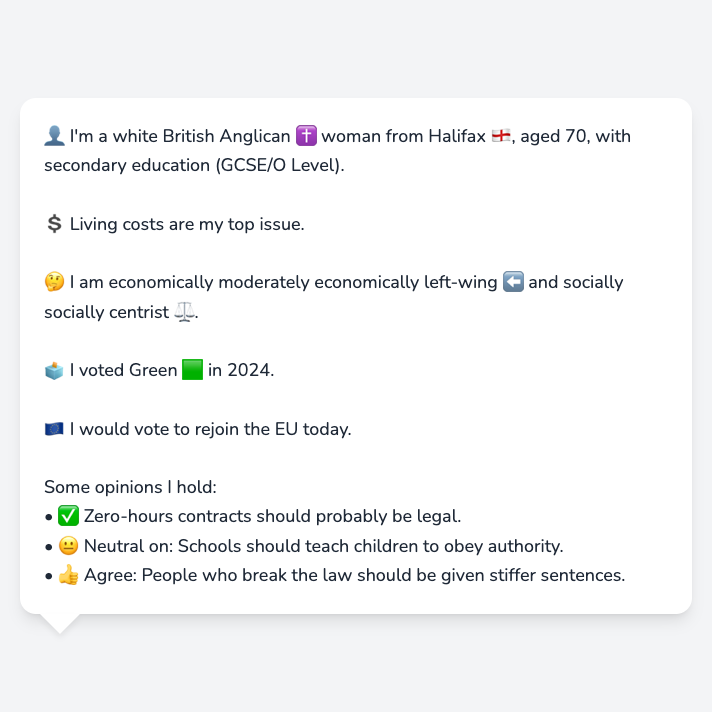 👤 I'm a white British Anglican ✝️ woman from Halifax 🏴󠁧󠁢󠁥󠁮󠁧󠁿, aged 70, with
secondary education (GCSE/O Level).
💲 Living costs are my top issue.
🤔 I am economically moderately economically left-wing ⬅️ and socially
socially centrist ⚖️.
🗳️ I voted Green 🟩 in 2024.
🇪🇺 I would vote to rejoin the EU today.
Some opinions I hold:
• ✅ Zero-hours contracts should probably be legal.
• 😐 Neutral on: Schools should teach children to obey authority.
• 👍 Agree: People who break the law should be given stiffer sentences.